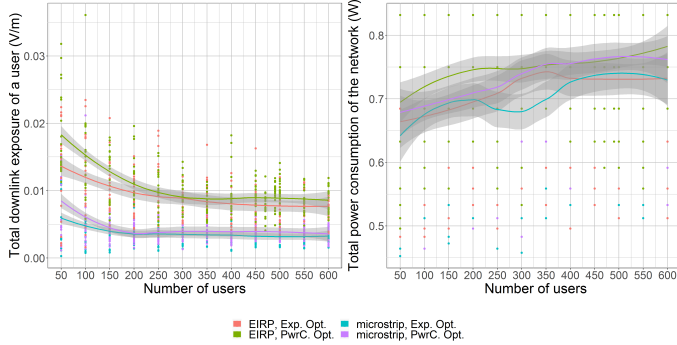 Total downlink exposure of a user (V/m)
0.03
0.02
0.01
0.00
50 100 150 200 250 300 350 400 450 500 550 600
Number of users
Total power consumption of the network (W)
0.8
0.7
0.6
0.5
50 100 150 200 250 300 350 400 450 500 550 600
Number of users
EIRP, Exp. Opt.
EIRP, PwrC. Opt.
microstrip, Exp. Opt.
microstrip, PwrC. Opt.